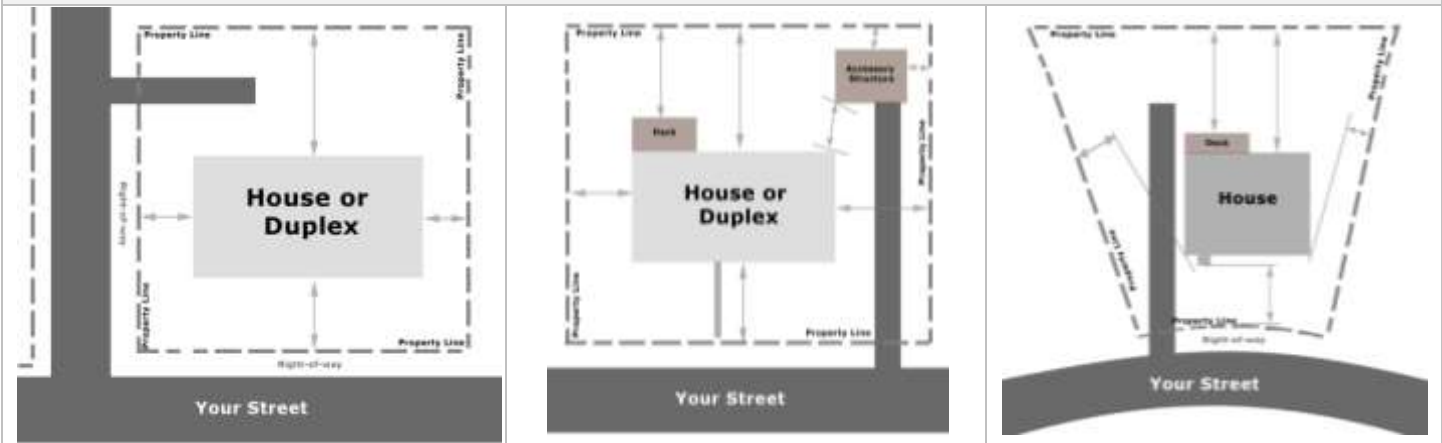 Property Line
Property Line
House or
Duplex
Right-of-way
Property Line
Property Line
Right-of-way
Your Street
Property Line
Accessory
Structure
Deck
Property Line
House or
Duplex
Property Line
Property Line
Your Street
Property Line
Property Line
Deck
House
Property Line
Property Line
Right-of-way
Your Street